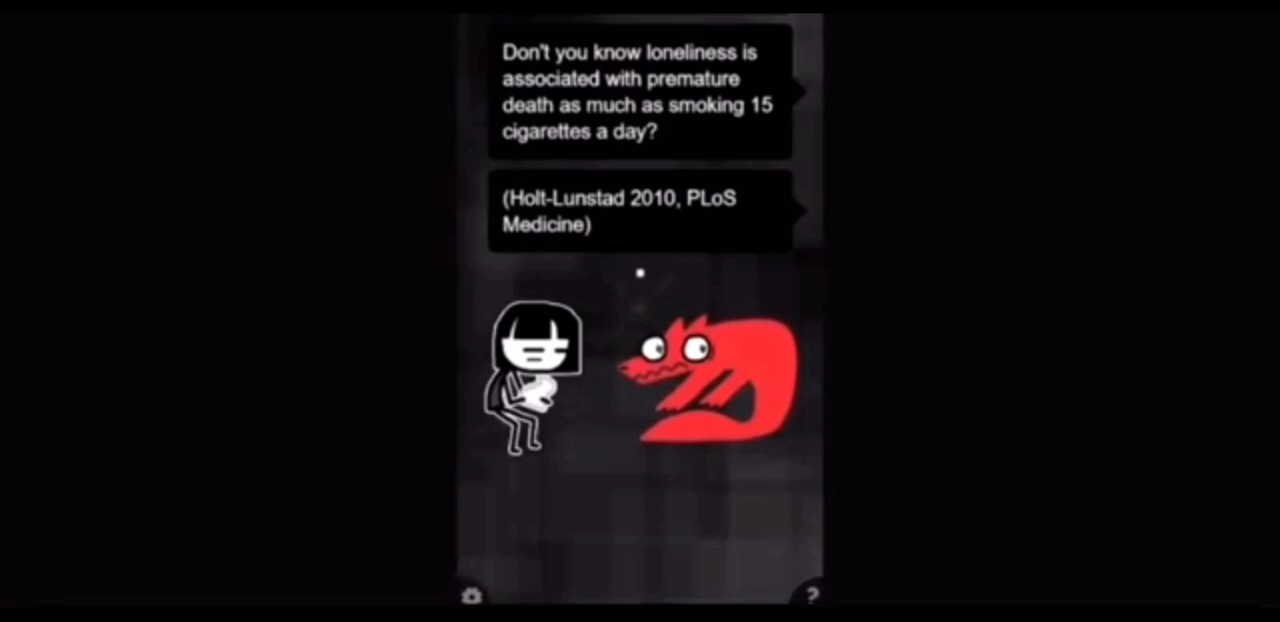 Don't you know loneliness is
associated with premature
death as much as smoking 15
cigarettes a day?
(Holt-Lunstad 2010, PLoS
Medicine)
?